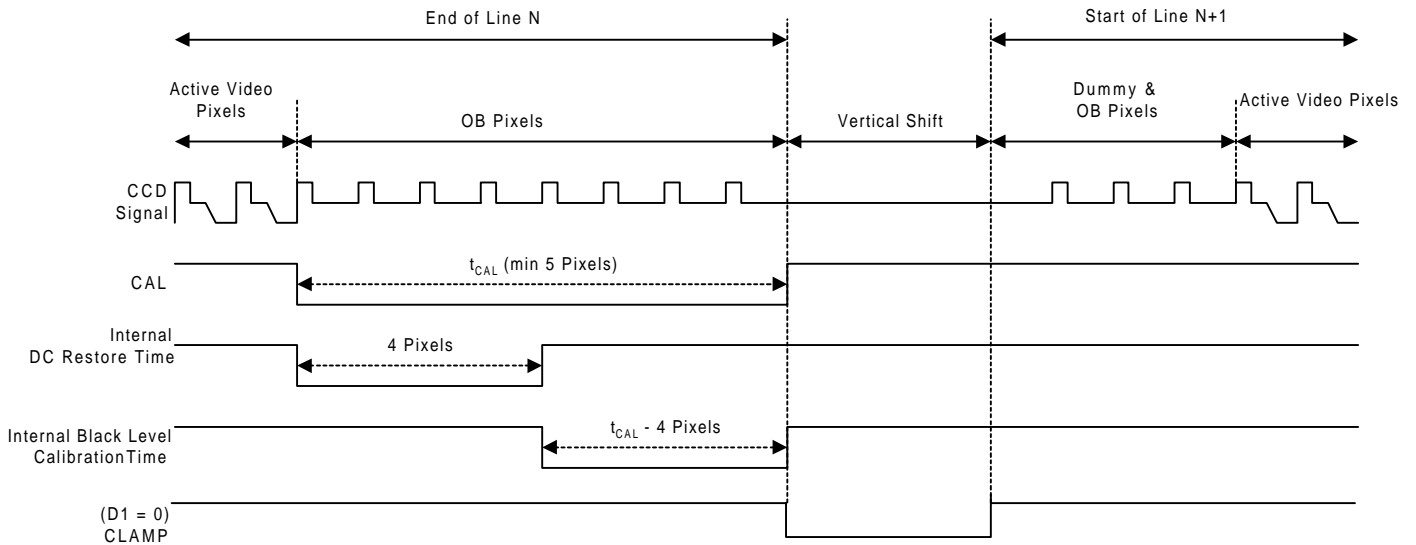 End of Line N
Start of Line N+1
Active Video
Pixels
OB Pixels
Vertical Shift
Dummy &
OB Pixels
Active Video Pixels
CCD
Signal
CAL
tCAL (min 5 Pixels)
Internal
DC Restore Time
4 Pixels
Internal Black Level
CalibrationTime
tCAL - 4 Pixels
(D1 = 0)
CLAMP